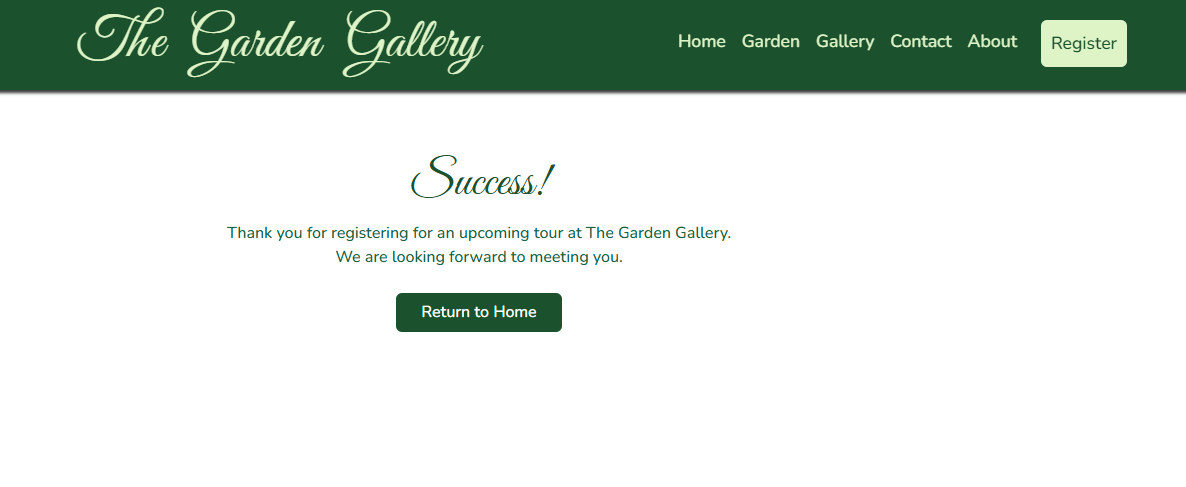 The Garden Gallery
Home Garden Gallery Contact About Register
Success!
Thank you for registering for an upcoming tour at The Garden Gallery.
We are looking forward to meeting you.
Return to Home